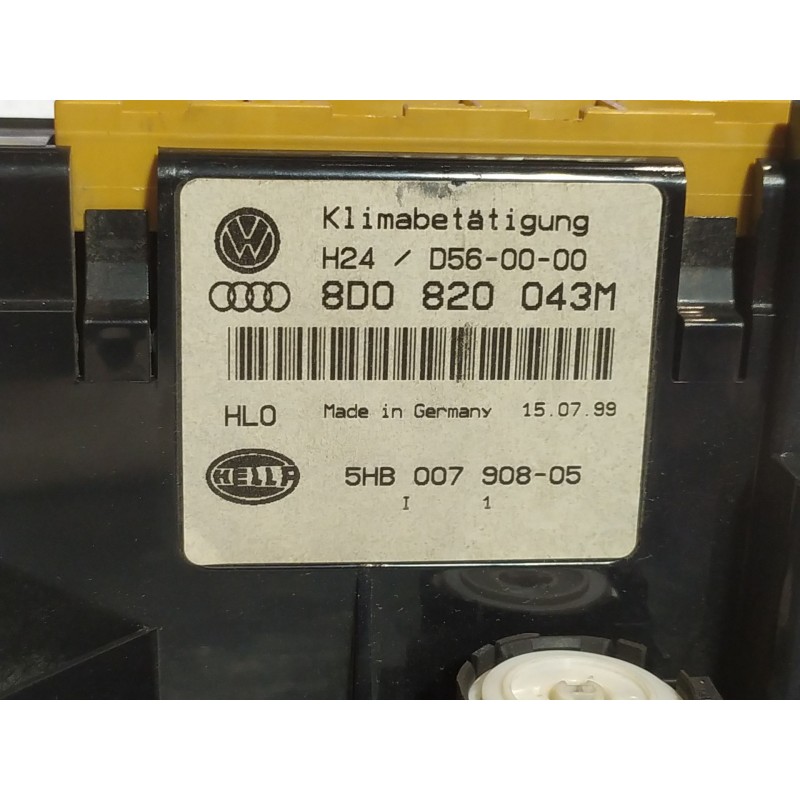 Klimabetätigung
H24 / D56-00-00
8D0 820 043M
HLO Made in Germany 15.07.99
HELLA 5HB 007 908-05
I 1